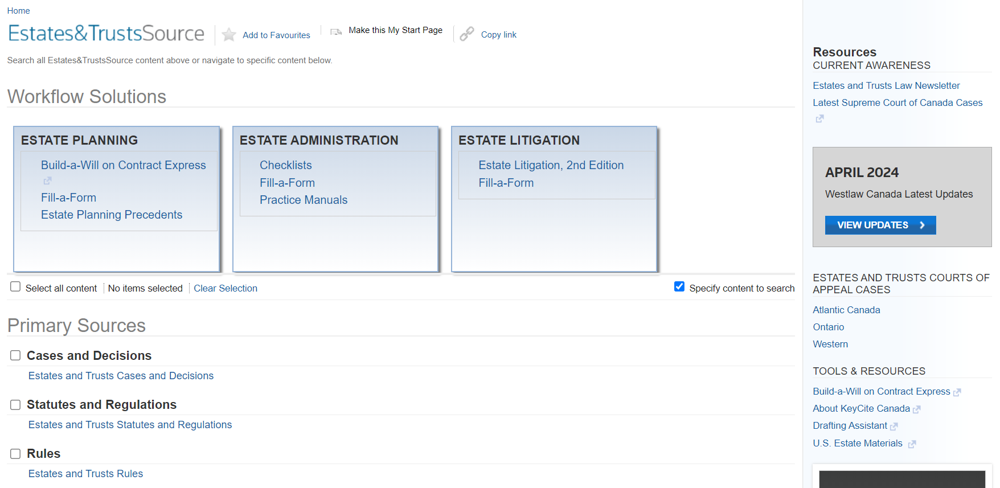 Home
Estates&TrustsSource
Add to Favourites
Make this My Start Page
Copy link
Search all Estates&TrustsSource content above or navigate to specific content below.
Workflow Solutions
ESTATE PLANNING
Build-a-Will on Contract Express
Fill-a-Form
Estate Planning Precedents
ESTATE ADMINISTRATION
Checklists
Fill-a-Form
Practice Manuals
ESTATE LITIGATION
Estate Litigation, 2nd Edition
Fill-a-Form
Select all content
No items selected
Clear Selection
Specify content to search
Primary Sources
Cases and Decisions
Estates and Trusts Cases and Decisions
Statutes and Regulations
Estates and Trusts Statutes and Regulations
Rules
Estates and Trusts Rules
Resources
CURRENT AWARENESS
Estates and Trusts Law Newsletter
Latest Supreme Court of Canada Cases
APRIL 2024
Westlaw Canada Latest Updates
VIEW UPDATES
ESTATES AND TRUSTS COURTS OF
APPEAL CASES
Atlantic Canada
Ontario
Western
TOOLS & RESOURCES
Build-a-Will on Contract Express
About KeyCite Canada
Drafting Assistant
U.S. Estate Materials